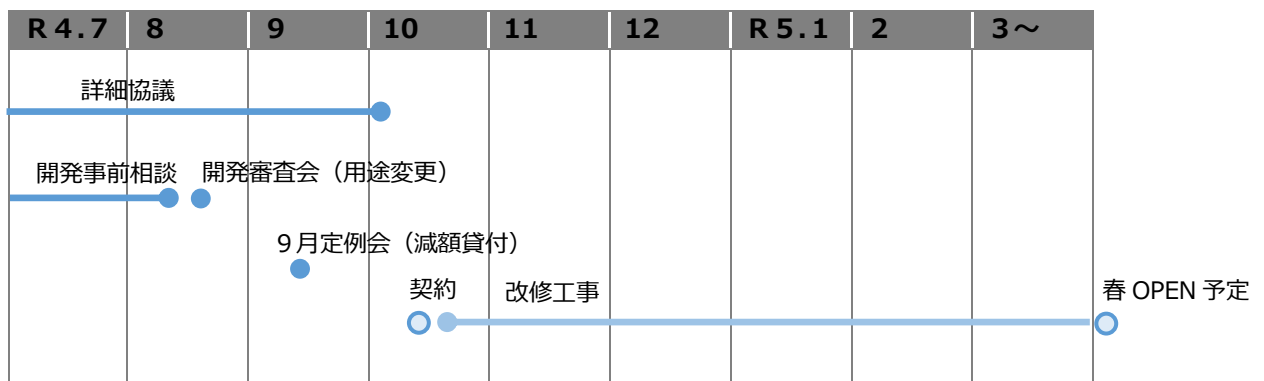 R4.7 8 9 10 11 12 R5.1 2 3～
詳細協議
開発事前相談 開発審査会（用途変更）
９月定例会（減額貸付）
契約 改修工事 春 OPEN 予定